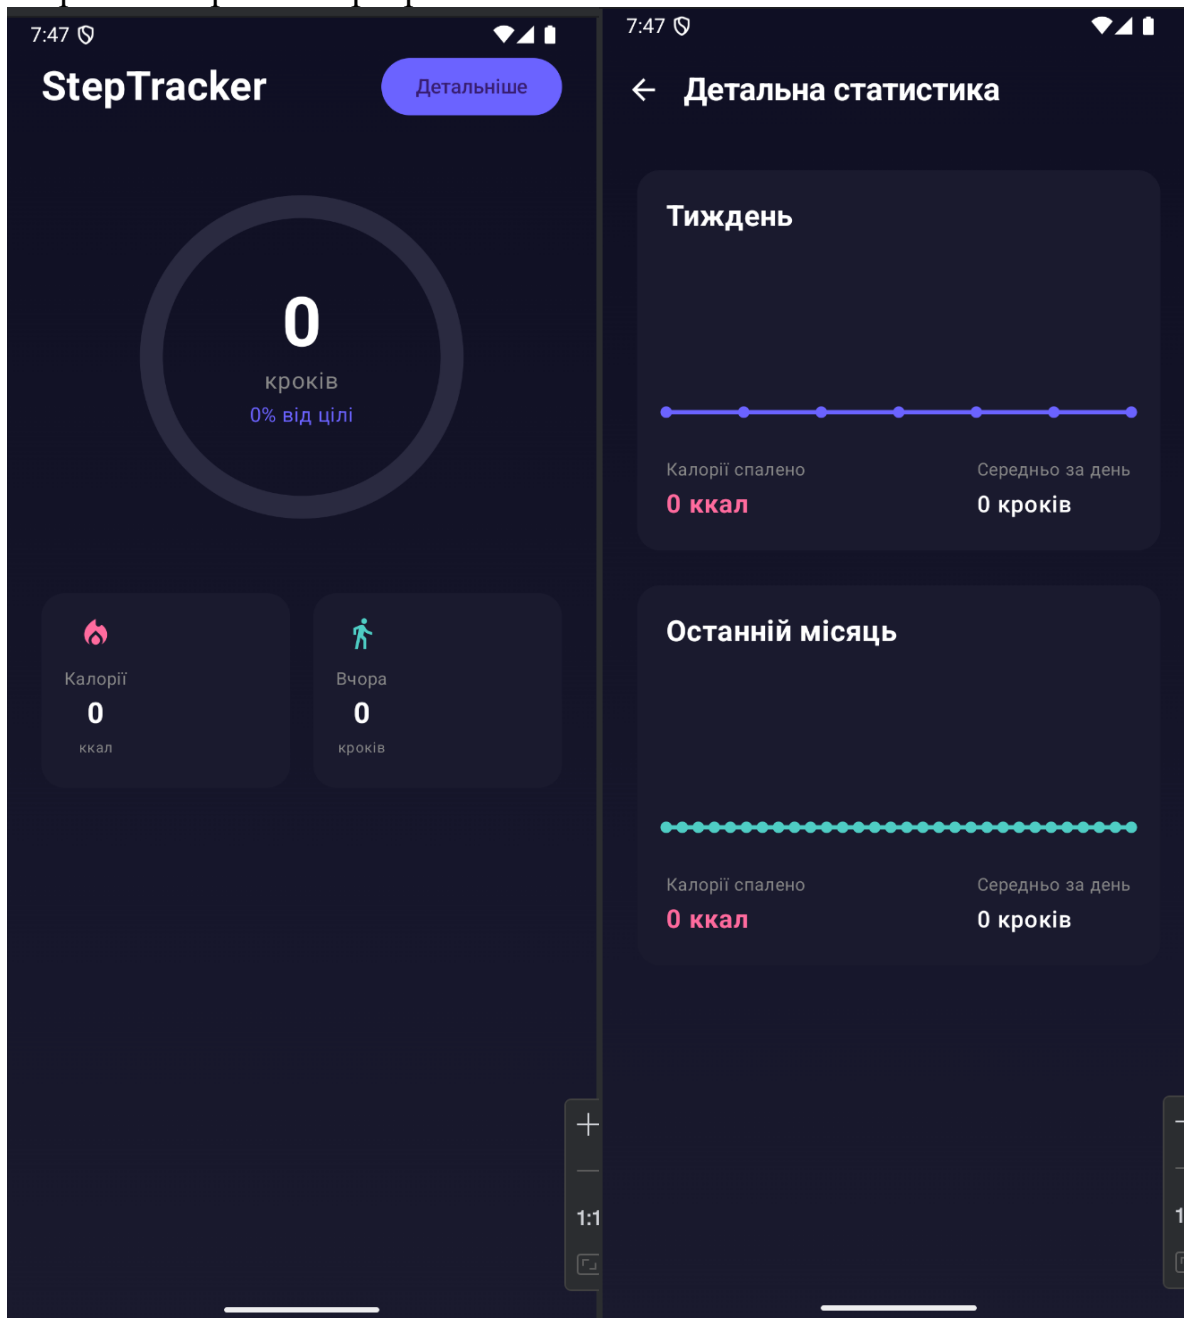 7:47
StepTracker
Детальніше
0
кроків
0% від цілі
Калорії
0
ккал
Вчора
0
кроків
1:1
7:47
Детальна статистика
Тиждень
Калорії спалено
0 ккал
Середньо за день
0 кроків
Останній місяць
Калорії спалено
0 ккал
Середньо за день
0 кроків